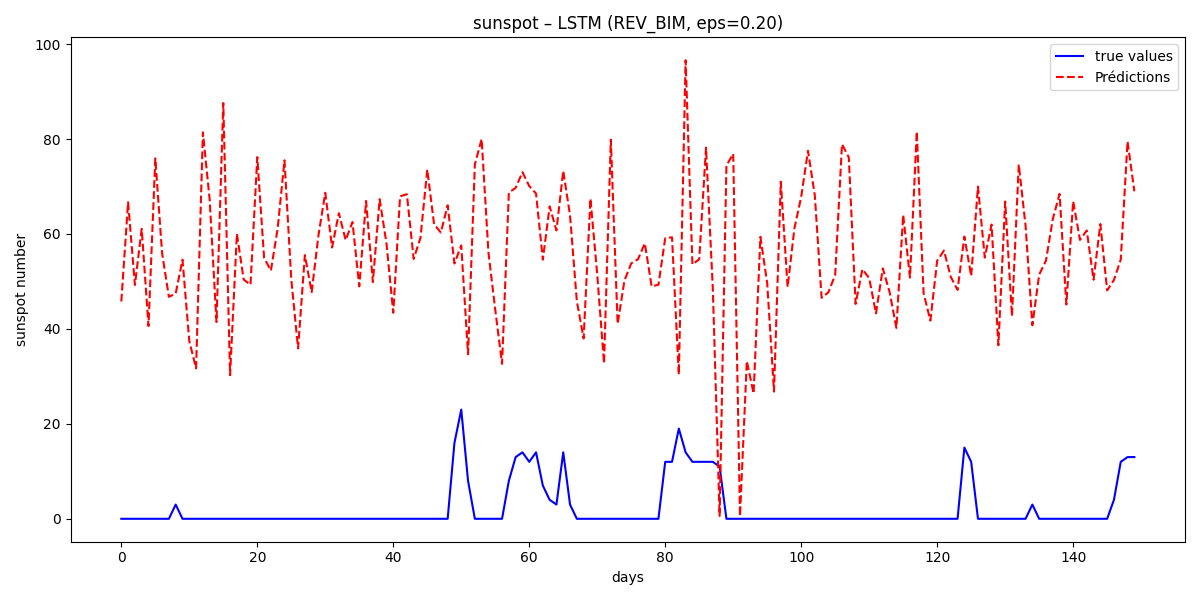 sunspot – LSTM (REV_BIM, eps=0.20)
true values
Prédictions
sunspot number
100
80
60
40
20
0
0 20 40 60 80 100 120 140
days